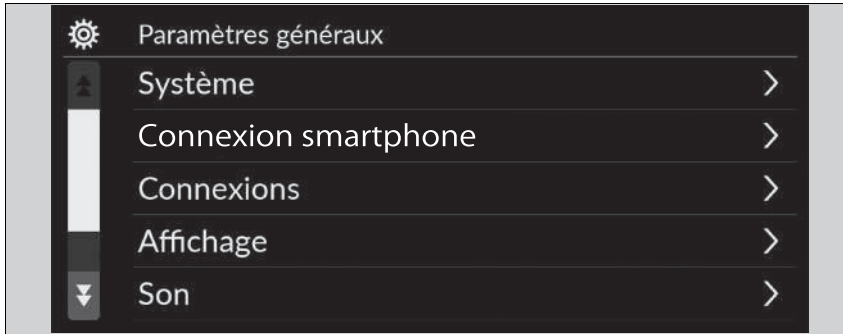 Paramètres généraux
Système
Connexion smartphone
Connexions
Affichage
Son